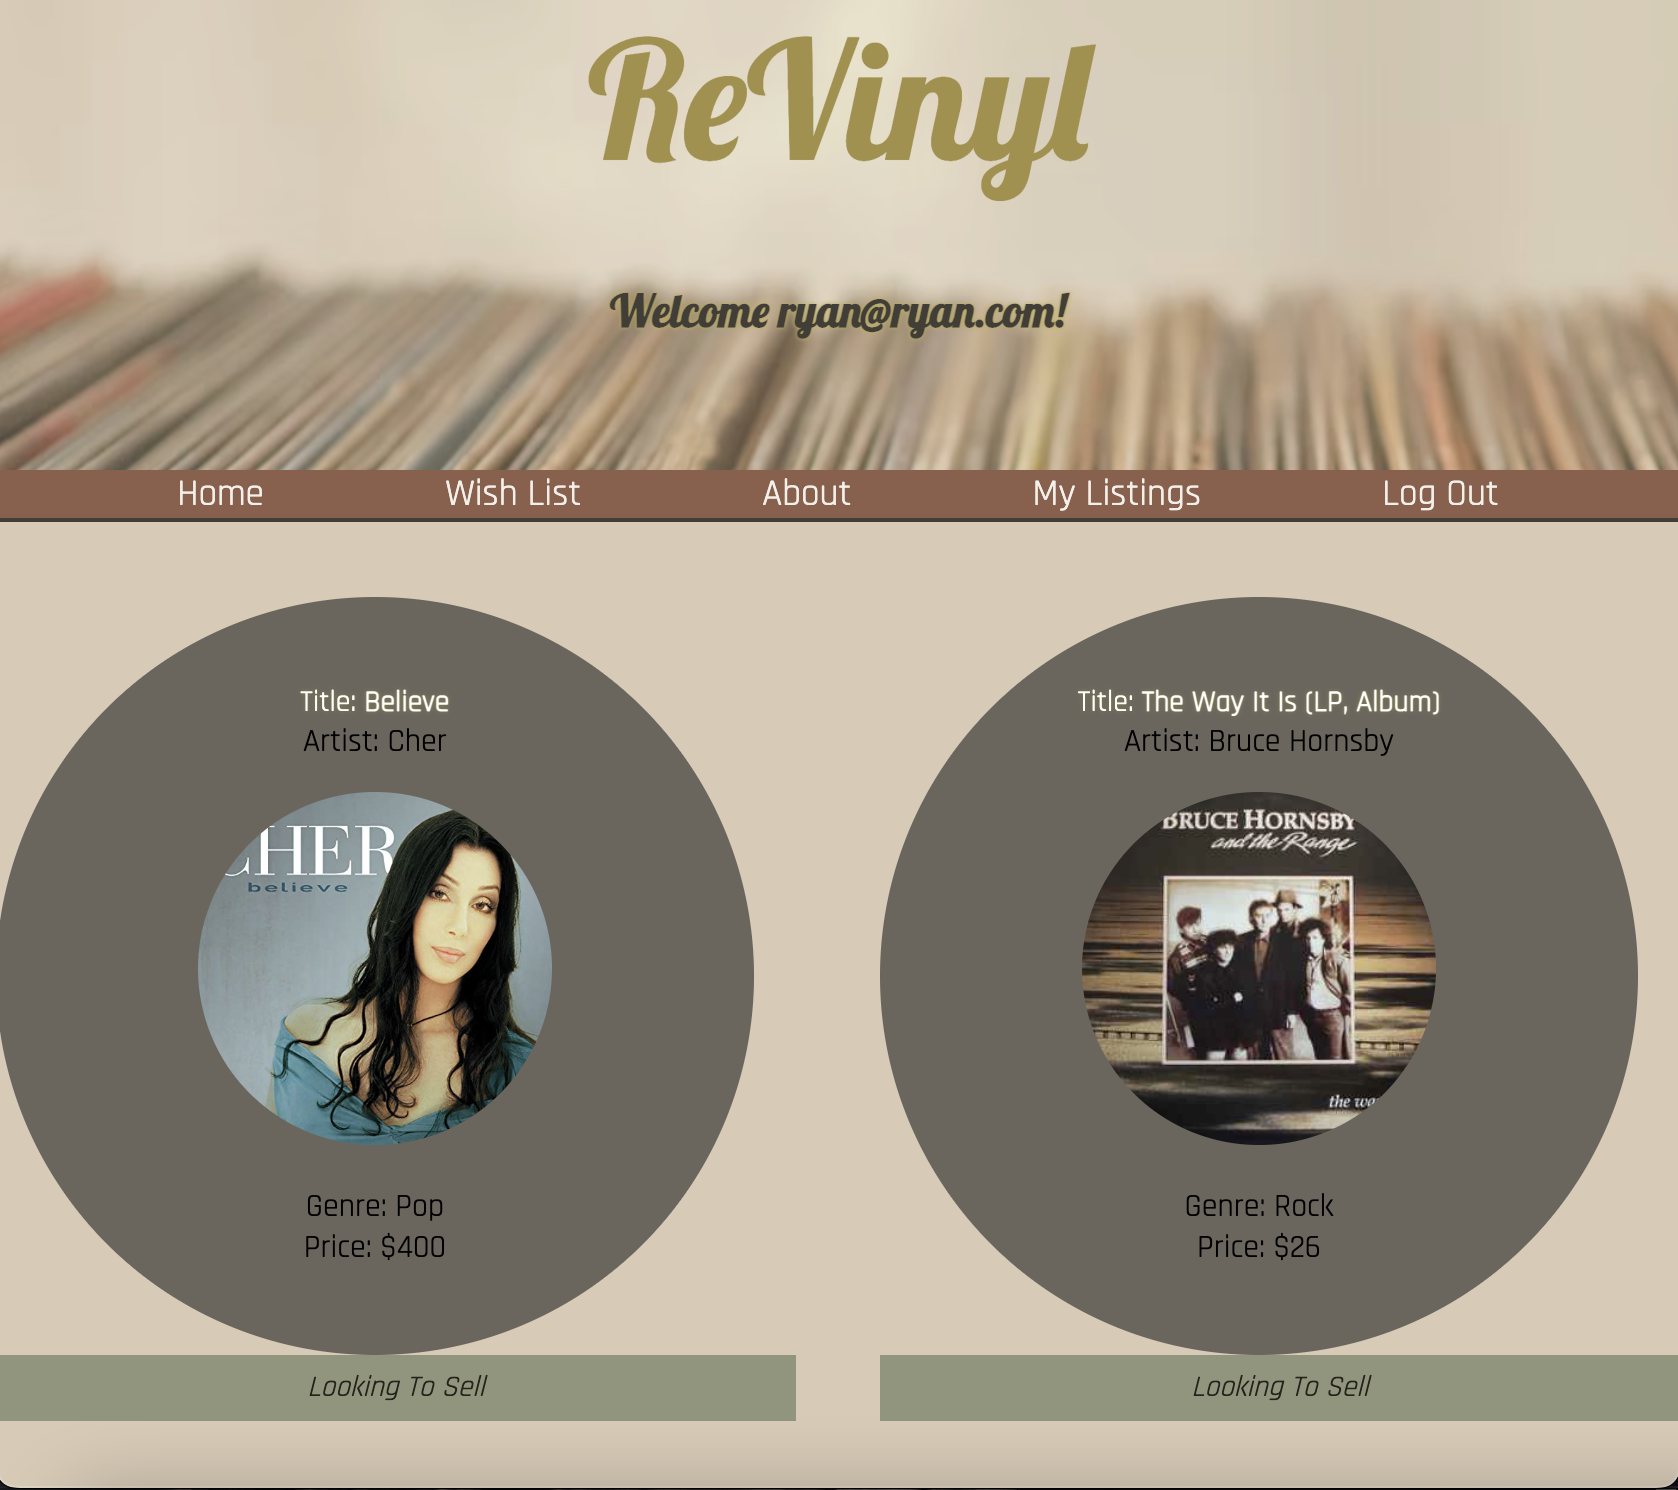 ReVinyl
Welcome ryan@ryan.com!
Home Wish List About My Listings Log Out
Title: Believe
Artist: Cher
CHER
believe
Genre: Pop
Price: $400
Looking To Sell
Title: The Way It Is (LP, Album)
Artist: Bruce Hornsby
BRUCE HORNSBY
and the Range
the
Genre: Rock
Price: $26
Looking To Sell